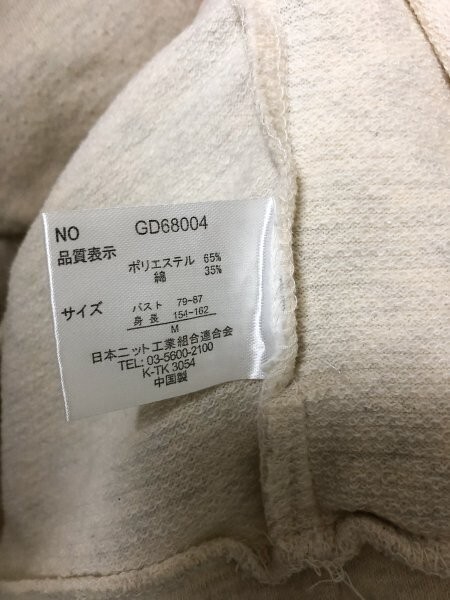 NO GD68004
品質表示
ポリエステル 65%
綿 35%
サイズ バスト 79-87
身長 154-162
M
日本ニット工業組合連合会
TEL: 03-5600-2100
K-TK 3054
中国製